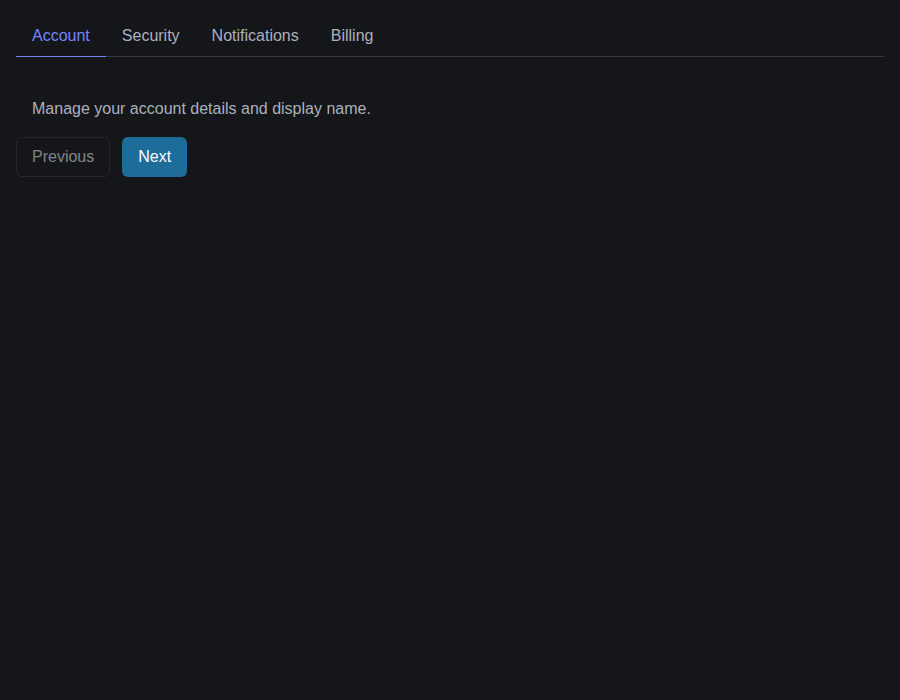 Account Security Notifications Billing
Manage your account details and display name.
Previous Next